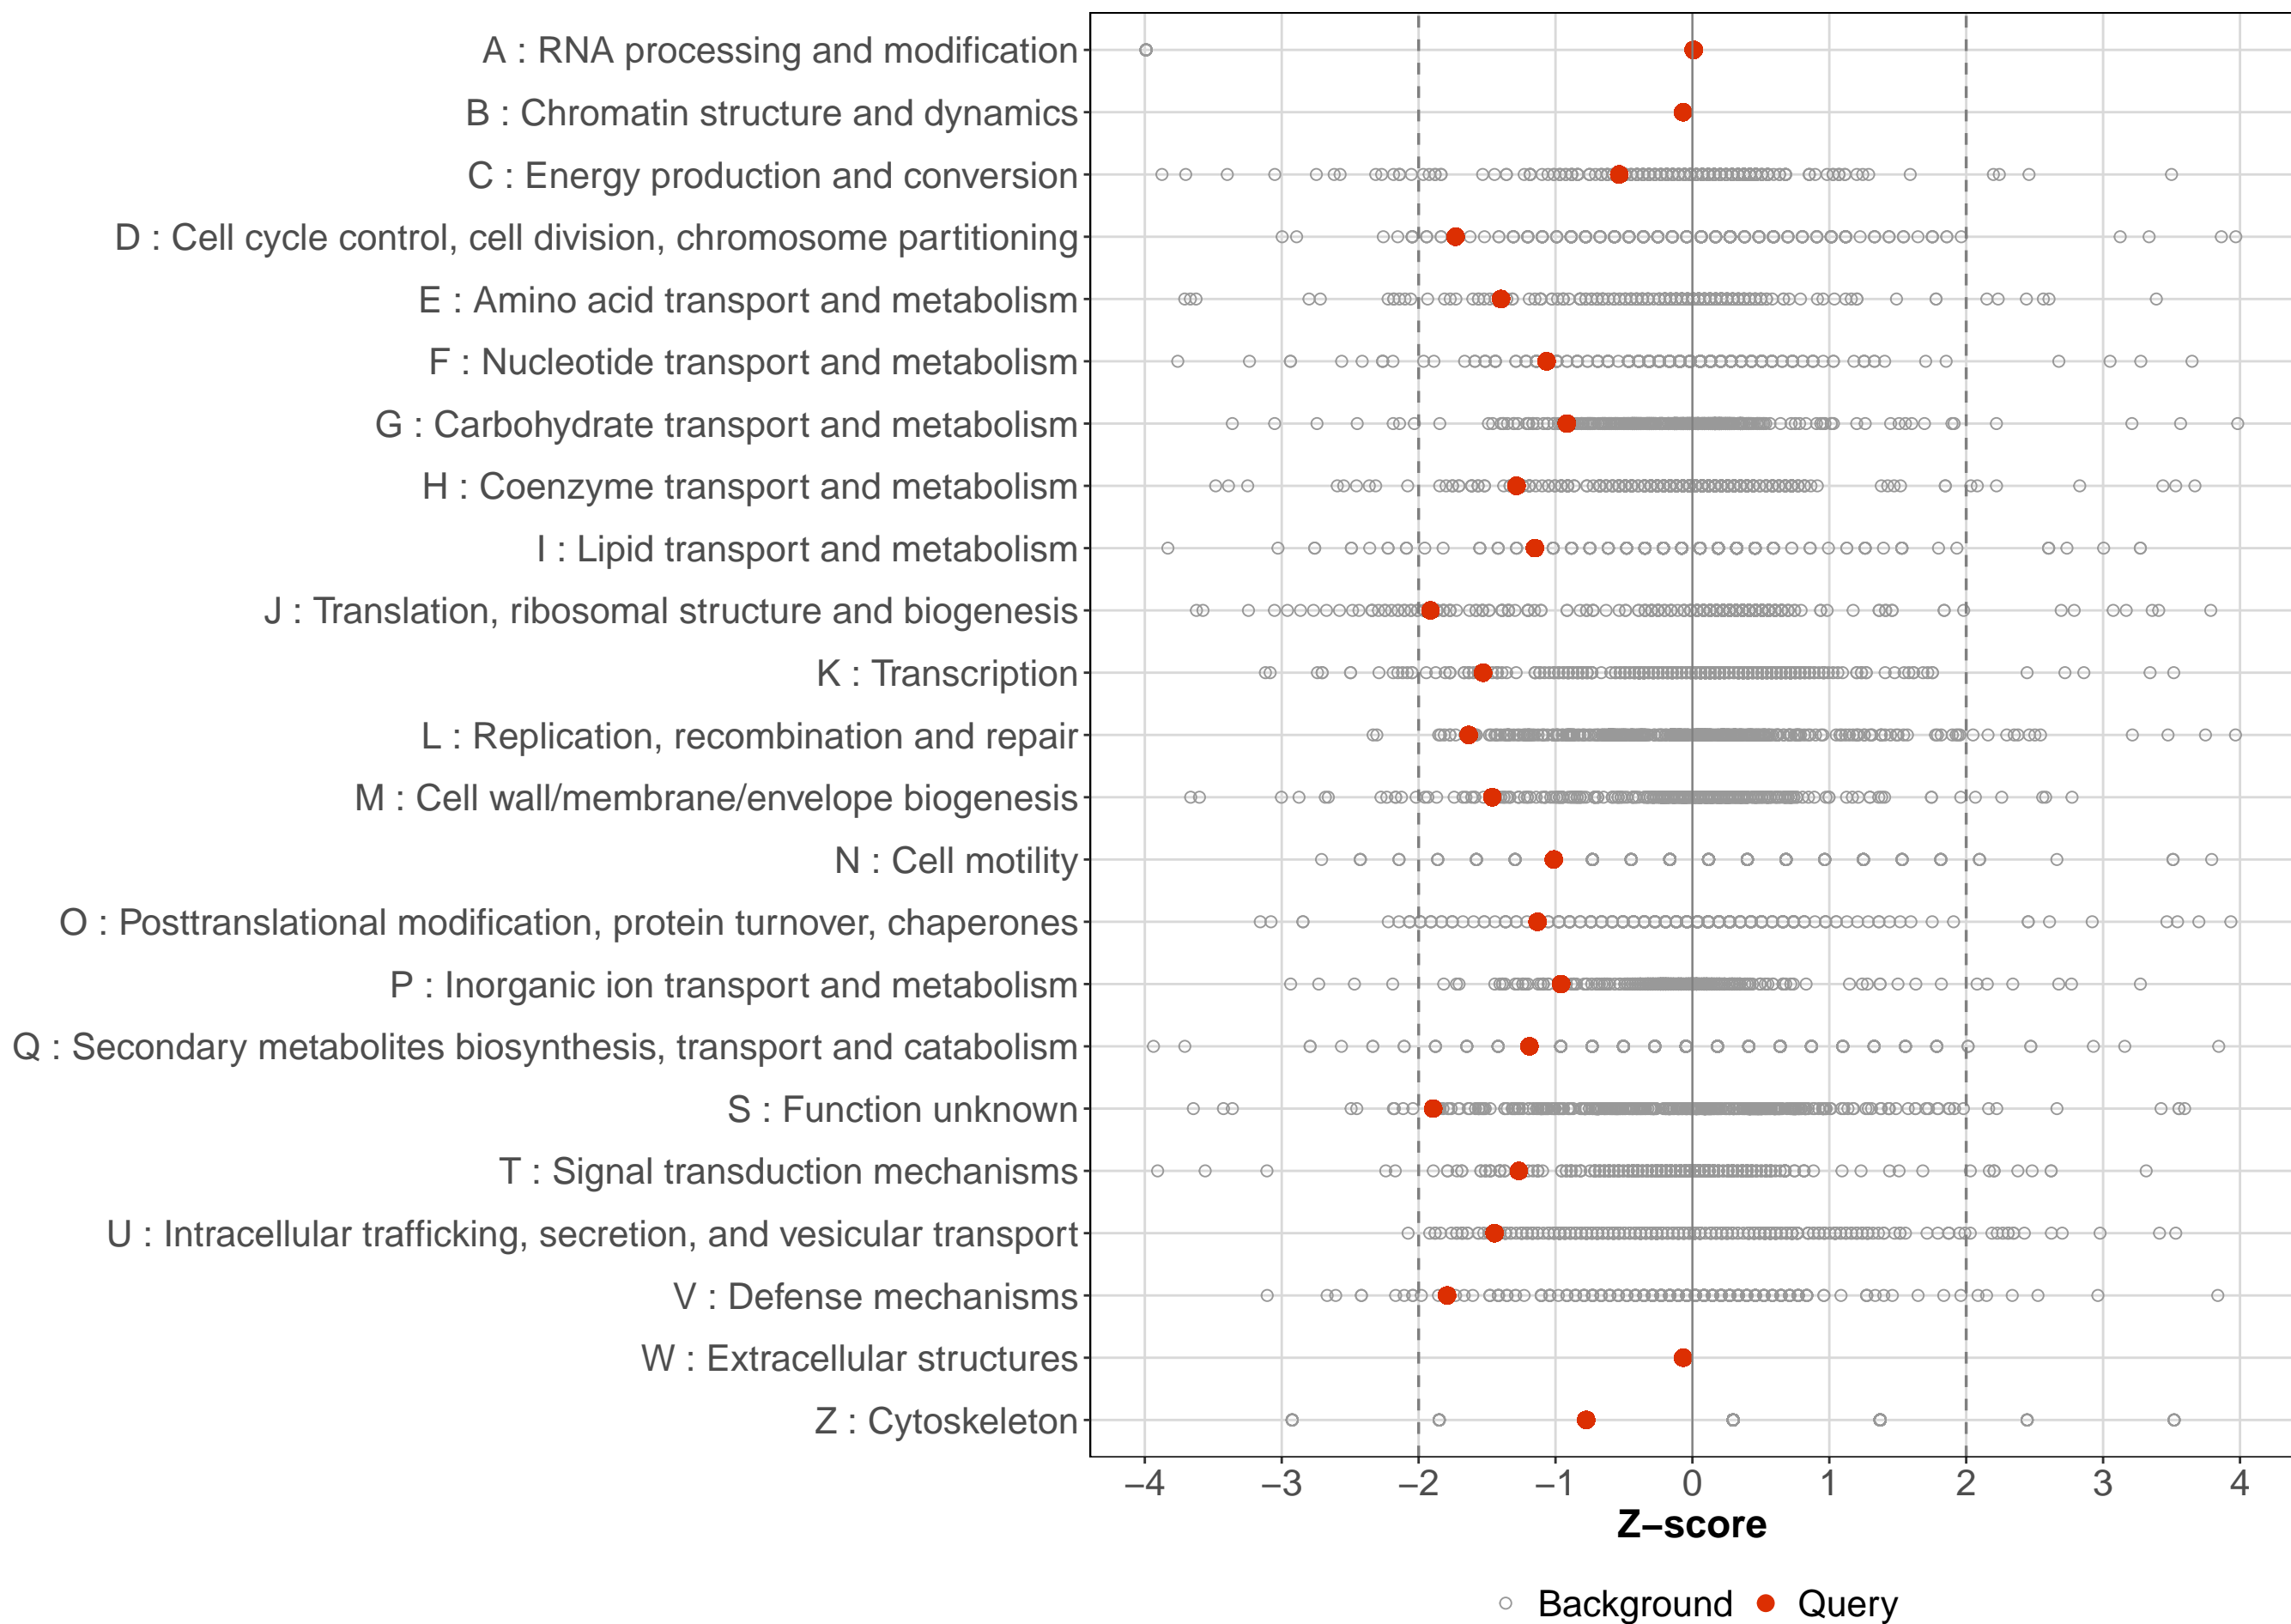 A : RNA processing and modification
B : Chromatin structure and dynamics
C : Energy production and conversion
D : Cell cycle control, cell division, chromosome partitioning
E : Amino acid transport and metabolism
F : Nucleotide transport and metabolism
G : Carbohydrate transport and metabolism
H : Coenzyme transport and metabolism
I : Lipid transport and metabolism
J : Translation, ribosomal structure and biogenesis
K : Transcription
L : Replication, recombination and repair
M : Cell wall/membrane/envelope biogenesis
N : Cell motility
O : Posttranslational modification, protein turnover, chaperones
P : Inorganic ion transport and metabolism
Q : Secondary metabolites biosynthesis, transport and catabolism
S : Function unknown
T : Signal transduction mechanisms
U : Intracellular trafficking, secretion, and vesicular transport
V : Defense mechanisms
W : Extracellular structures
Z : Cytoskeleton
−4 −3 −2 −1 0 1 2 3 4
Z−score
Background Query